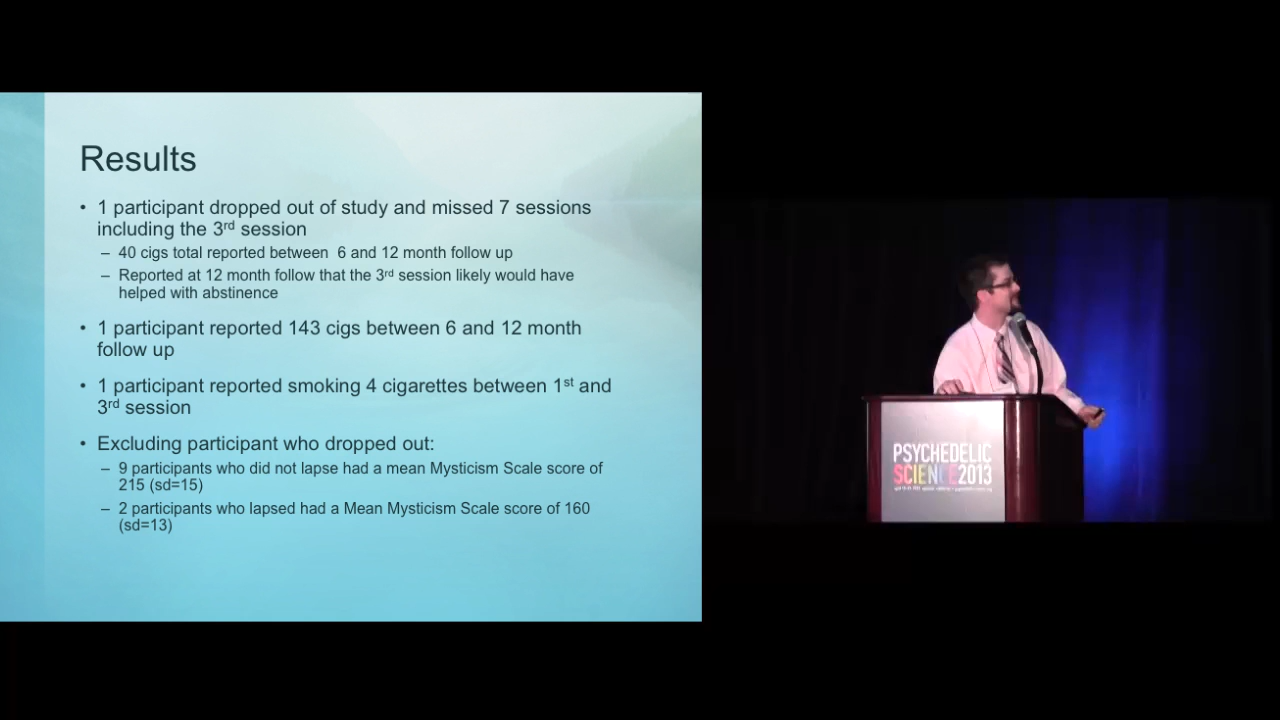 Results
• 1 participant dropped out of study and missed 7 sessions
including the 3rd session
– 40 cigs total reported between 6 and 12 month follow up
– Reported at 12 month follow that the 3rd session likely would have
helped with abstinence
• 1 participant reported 143 cigs between 6 and 12 month
follow up
• 1 participant reported smoking 4 cigarettes between 1st and
3rd session
• Excluding participant who dropped out:
– 9 participants who did not lapse had a mean Mysticism Scale score of
215 (sd=15)
– 2 participants who lapsed had a Mean Mysticism Scale score of 160
(sd=13)
PSYCHEDELIC
SCIENCE2013